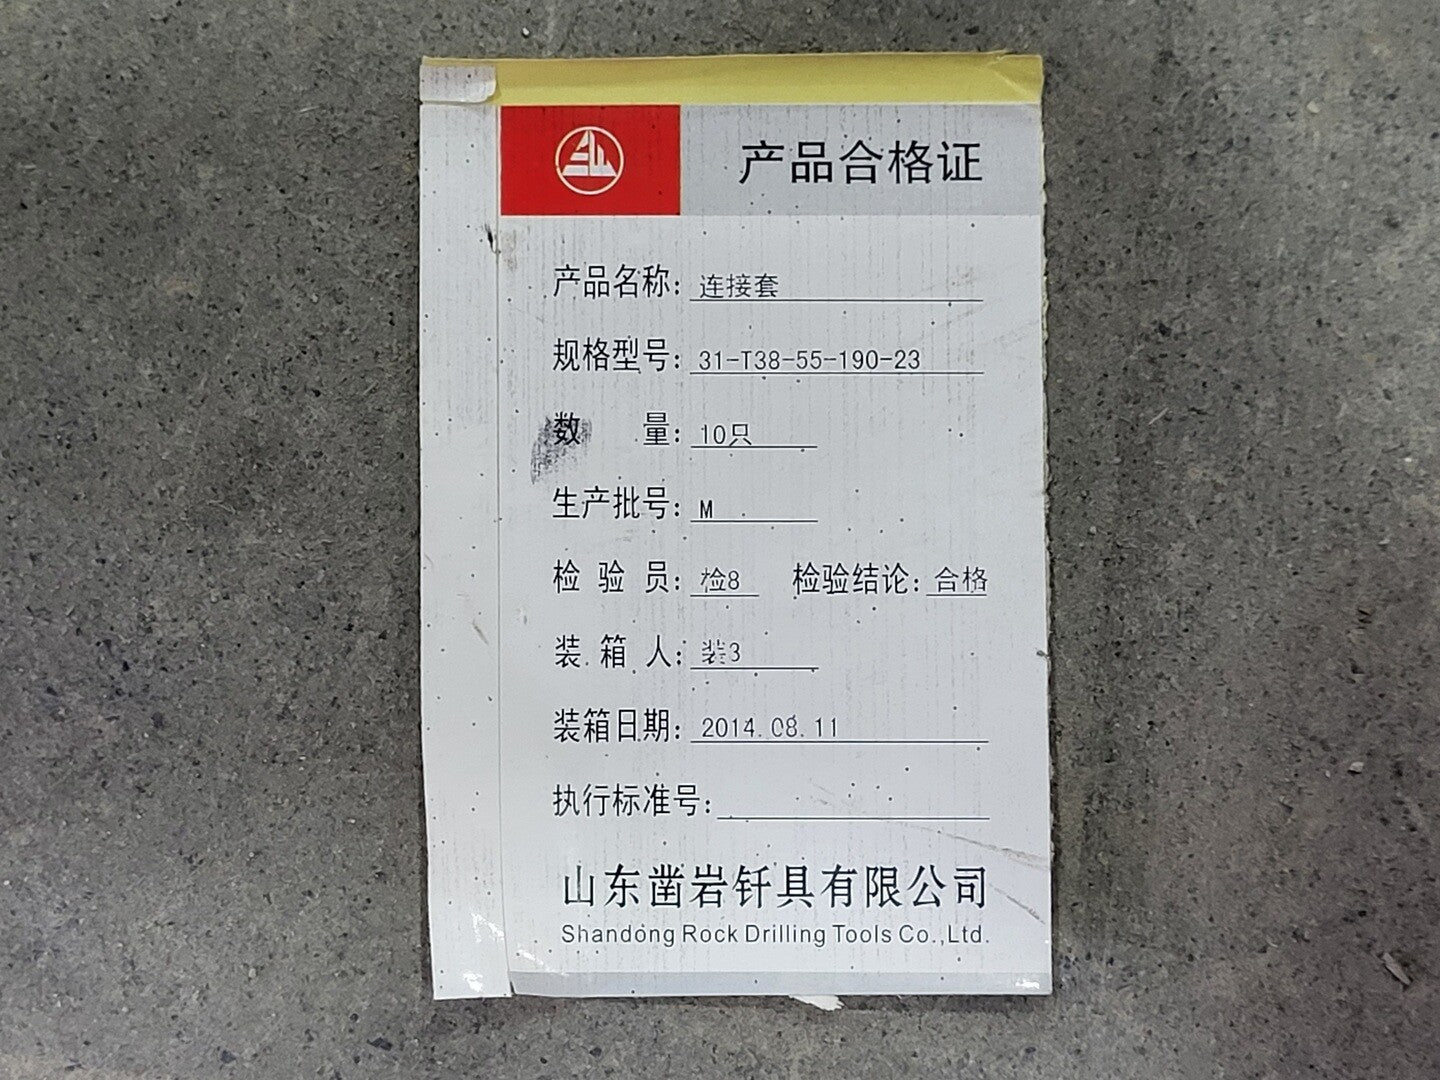 产品合格证
产品名称：连接套
规格型号：31-T38-55-190-23
数量：10只
生产批号：M
检验员：检8 检验结论：合格
装箱人：装3
装箱日期：2014.08.11
执行标准号：
山东凿岩钎具有限公司
Shandong Rock Drilling Tools Co.,Ltd.